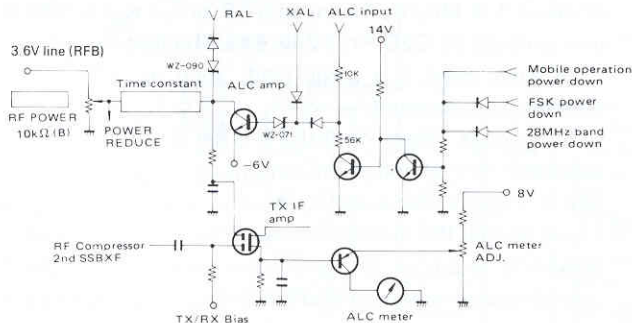 RAL
XAL
ALC input
14V
3.6V line (RFB)
WZ-090
ALC amp
10K
Mobile operation
power down
Time constant
RF POWER
10kΩ (B)
POWER
REDUCE
WZ-071
FSK power
down
56K
28MHz band
power down
−6V
8V
TX IF
amp
RF Compressor
2nd SSBXF
ALC meter
ADJ.
TX/RX Bias
ALC meter